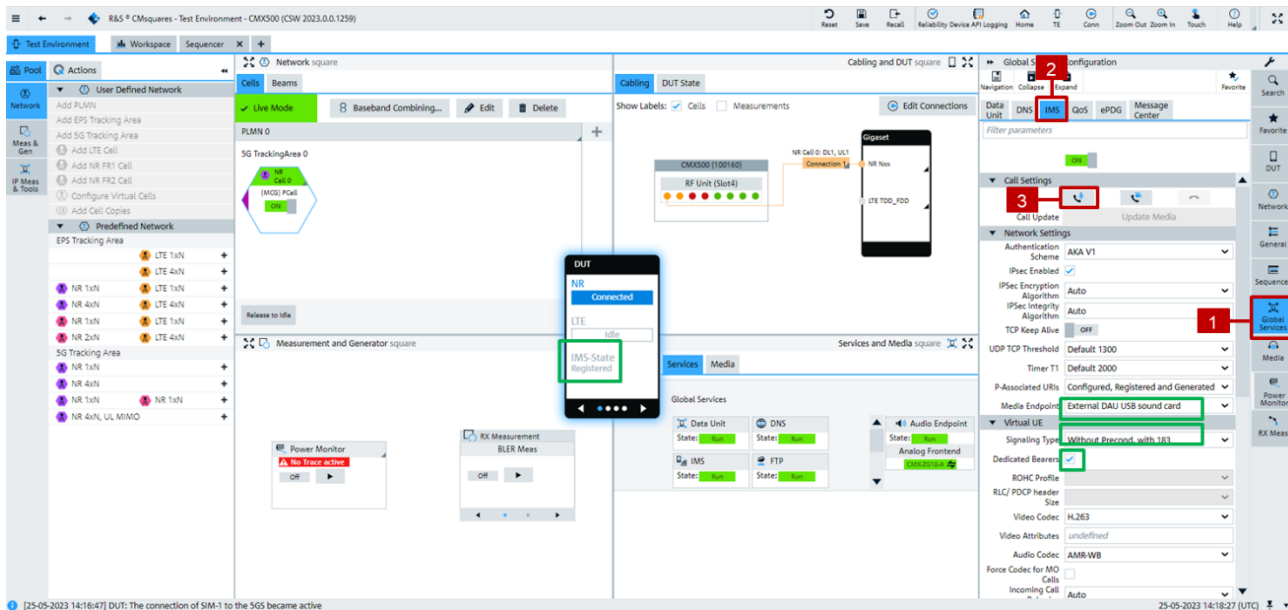 R&S ® CMsquares - Test Environment - CMX500 (CSW 2023.0.0.1259)
Reset Save Recall Reliability Device API Logging Home TE Conn Zoom Out Zoom In Touch Help
Test Environment Workspace Sequencer
Pool
Network
Meas & Gen
IP Meas & Tools
Actions
User Defined Network
Add PLMN
Add EPS Tracking Area
Add 5G Tracking Area
Add LTE Cell
Add NR FR1 Cell
Add NR FR2 Cell
Configure Virtual Cells
Add Cell Copies
Predefined Network
EPS Tracking Area
LTE 1xN
LTE 4xN
NR 1xN LTE 1xN
NR 4xN LTE 1xN
NR 1xN LTE 1xN
NR 2xN LTE 4xN
5G Tracking Area
NR 1xN
NR 4xN
NR 1xN NR 1xN
NR 4xN, UL MIMO
Network square
Cells Beams
Live Mode Baseband Combining... Edit Delete
PLMN 0
5G TrackingArea 0
NR
Cell 0
(MCG) PCell
ON
Release to Idle
Cabling and DUT square
Cabling DUT State
Show Labels: Cells Measurements Edit Connections
CMX500 (100160)
RF Unit (Slot4)
NR Cell 0: DL1, UL1
Connection 1
Gigaset
NR Nxx
LTE TDD_FDD
DUT
NR
Connected
LTE
Idle
IMS-State
Registered
Measurement and Generator square
Power Monitor
No Trace active
Off
RX Measurement
BLER Meas
Off
Services and Media square
Services Media
Global Services
Data Unit
State: Run
DNS
State: Run
IMS
State: Run
FTP
State: Run
Audio Endpoint
State: Run
Analog Frontend
CMX-ZG10-A
2
Navigation Collapse Expand Favorite
Data Unit DNS IMS QoS ePDG Message Center
Filter parameters
ON
Call Settings
3
Call Update Update Media
Network Settings
Authentication Scheme AKA V1
IPsec Enabled
IPSec Encryption Algorithm Auto
IPSec Integrity Algorithm Auto
TCP Keep Alive OFF
UDP TCP Threshold Default 1300
Timer T1 Default 2000
P-Associated URIs Configured, Registered and Generated
Media Endpoint External DAU USB sound card
Virtual UE
Signaling Type Without Precond, with 183
Dedicated Bearers
ROHC Profile
RLC/ PDCP header Size
Video Codec H.263
Video Attributes undefined
Audio Codec AMR-WB
Force Codec for MO Cells
Incoming Call Auto
1
Search
Favorite
DUT
Network
General
Sequence
Global Services
Media
Power Monitor
RX Meas
[25-05-2023 14:16:47] DUT: The connection of SIM-1 to the 5GS became active
25-05-2023 14:18:27 (UTC)